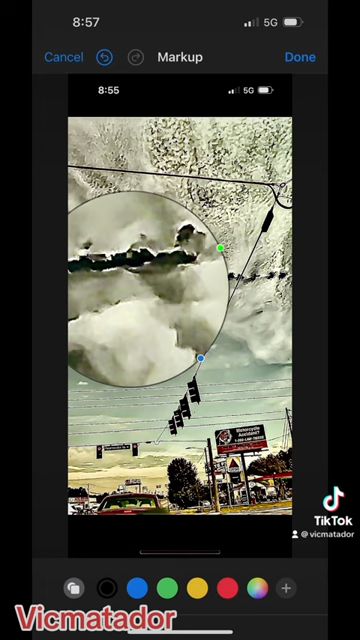 8:57
5G
Cancel
Markup
Done
8:55
5G
Motorcycle
Accident?
TikTok
@vicmatador
Vicmatador